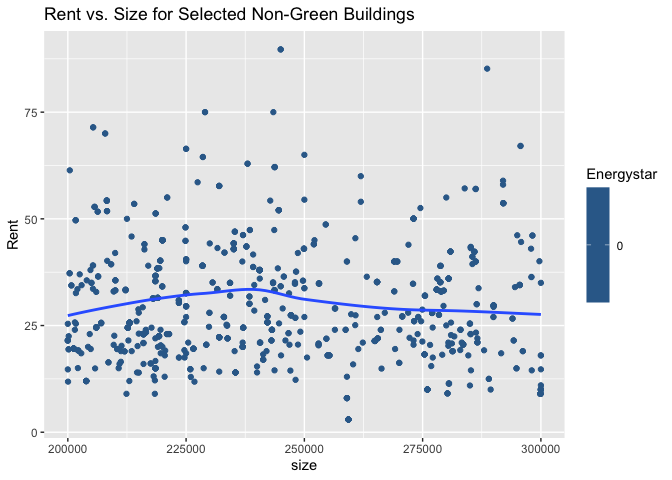 Rent vs. Size for Selected Non-Green Buildings
75
50
25
0
Rent
200000
225000
250000
275000
300000
size
Energystar
0